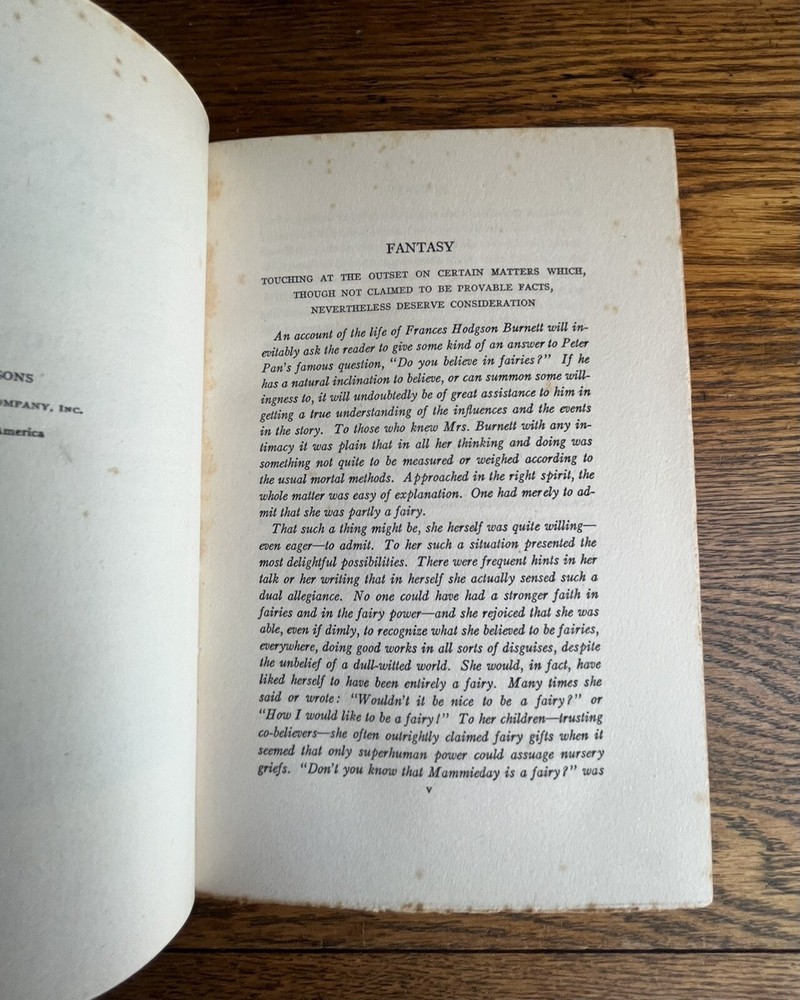 SONS
COMPANY, INC.
America
FANTASY
TOUCHING AT THE OUTSET ON CERTAIN MATTERS WHICH,
THOUGH NOT CLAIMED TO BE PROVABLE FACTS,
NEVERTHELESS DESERVE CONSIDERATION
An account of the life of Frances Hodgson Burnett will in-
evitably ask the reader to give some kind of an answer to Peter
Pan's famous question, "Do you believe in fairies?" If he
has a natural inclination to believe, or can summon some will-
ingness to, it will undoubtedly be of great assistance to him in
getting a true understanding of the influences and the events
in the story. To those who knew Mrs. Burnett with any in-
timacy it was plain that in all her thinking and doing was
something not quite to be measured or weighed according to
the usual mortal methods. Approached in the right spirit, the
whole matter was easy of explanation. One had merely to ad-
mit that she was partly a fairy.
That such a thing might be, she herself was quite willing—
even eager—to admit. To her such a situation presented the
most delightful possibilities. There were frequent hints in her
talk or her writing that in herself she actually sensed such a
dual allegiance. No one could have had a stronger faith in
fairies and in the fairy power—and she rejoiced that she was
able, even if dimly, to recognize what she believed to be fairies,
everywhere, doing good works in all sorts of disguises, despite
the unbelief of a dull-witted world. She would, in fact, have
liked herself to have been entirely a fairy. Many times she
said or wrote: "Wouldn't it be nice to be a fairy?" or
"How I would like to be a fairy!" To her children—trusting
co-believers—she often outrightly claimed fairy gifts when it
seemed that only superhuman power could assuage nursery
griefs. "Don't you know that Mammieday is a fairy?" was
v